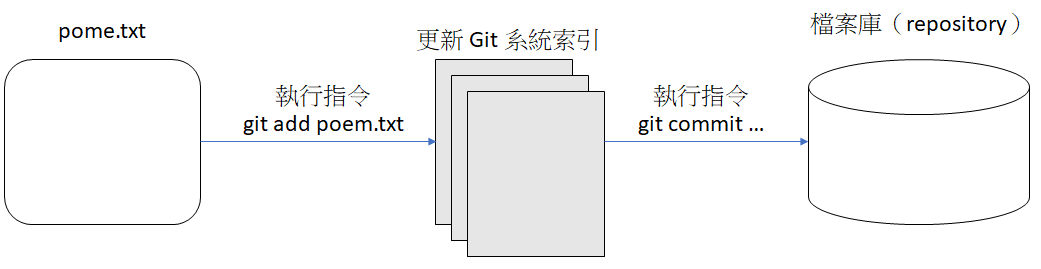 pome.txt
更新 Git 系統索引
檔案庫（repository）
執行指令
git add poem.txt
執行指令
git commit ...